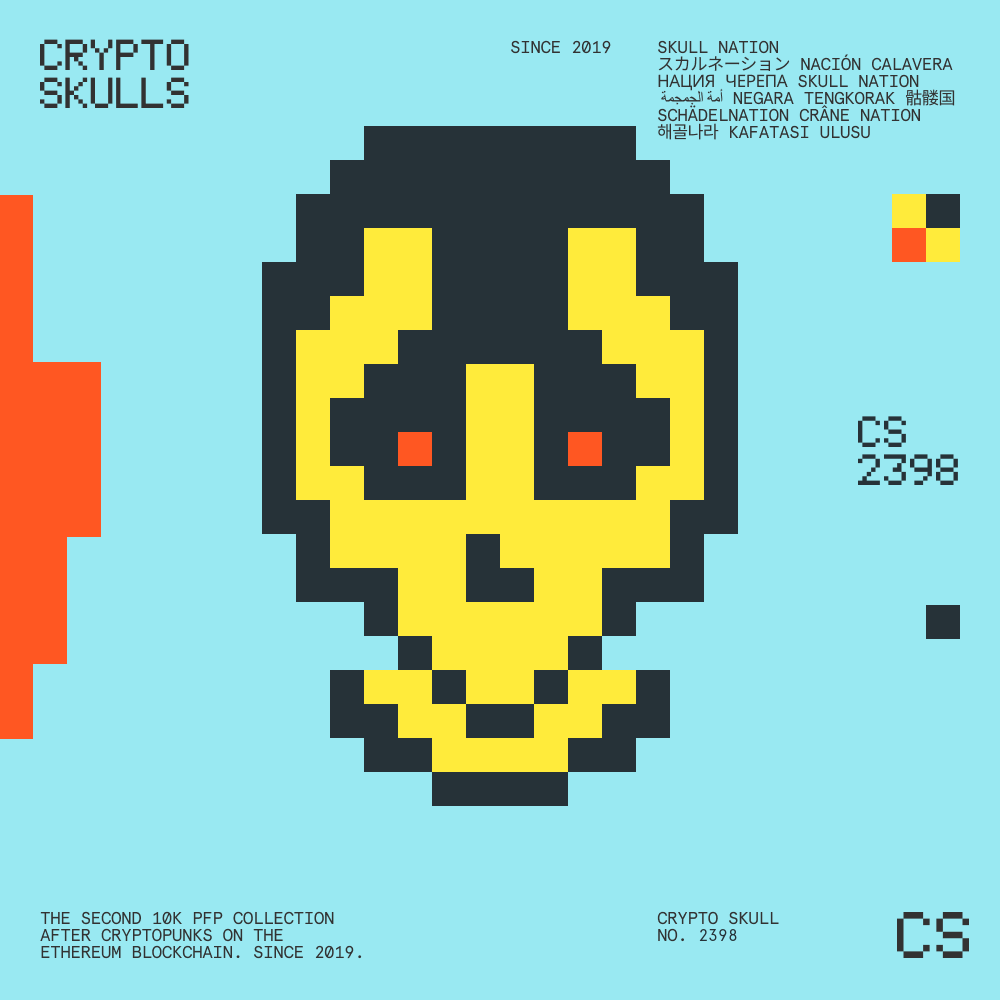 CRYPTO
SKULLS
SINCE 2019
SKULL NATION
スカルネーション NACIÓN CALAVERA
НАЦИЯ ЧЕРЕПА SKULL NATION
أمة الجمجمة NEGARA TENGKORAK 骷髅国
SCHÄDELNATION CRÂNE NATION
해골나라 KAFATASI ULUSU
CS
2398
THE SECOND 10K PFP COLLECTION
AFTER CRYPTOPUNKS ON THE
ETHEREUM BLOCKCHAIN. SINCE 2019.
CRYPTO SKULL
NO. 2398
CS